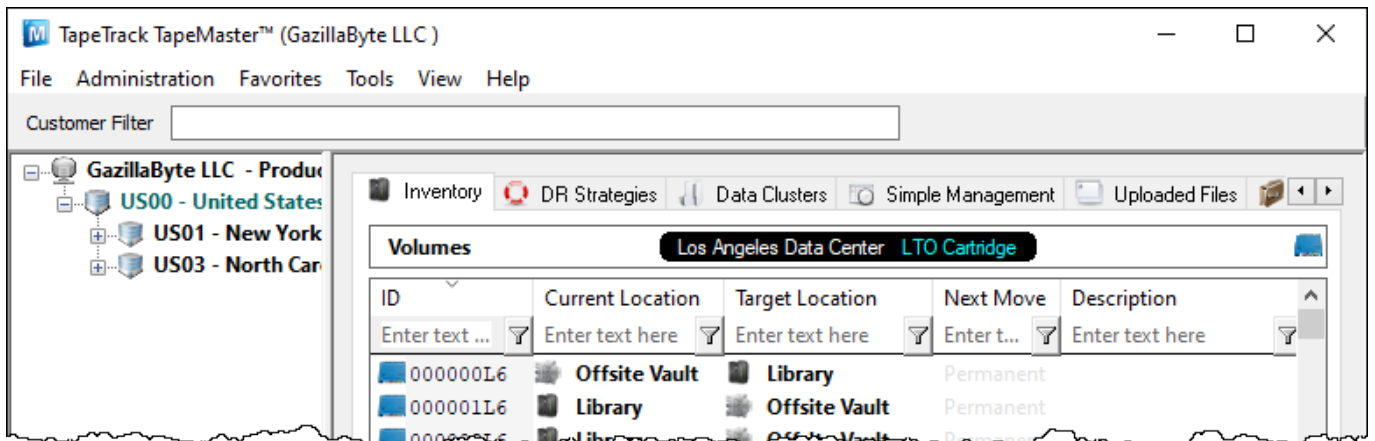 TapeTrack TapeMaster™ (GazillaByte LLC )
File Administration Favorites Tools View Help
Customer Filter
GazillaByte LLC - Produc
US00 - United States
US01 - New York
US03 - North Car
Inventory DR Strategies Data Clusters Simple Management Uploaded Files
Volumes Los Angeles Data Center LTO Cartridge
ID Current Location Target Location Next Move Description
Enter text ... Enter text here Enter text here Enter t... Enter text here
000000L6 Offsite Vault Library Permanent
000001L6 Library Offsite Vault Permanent